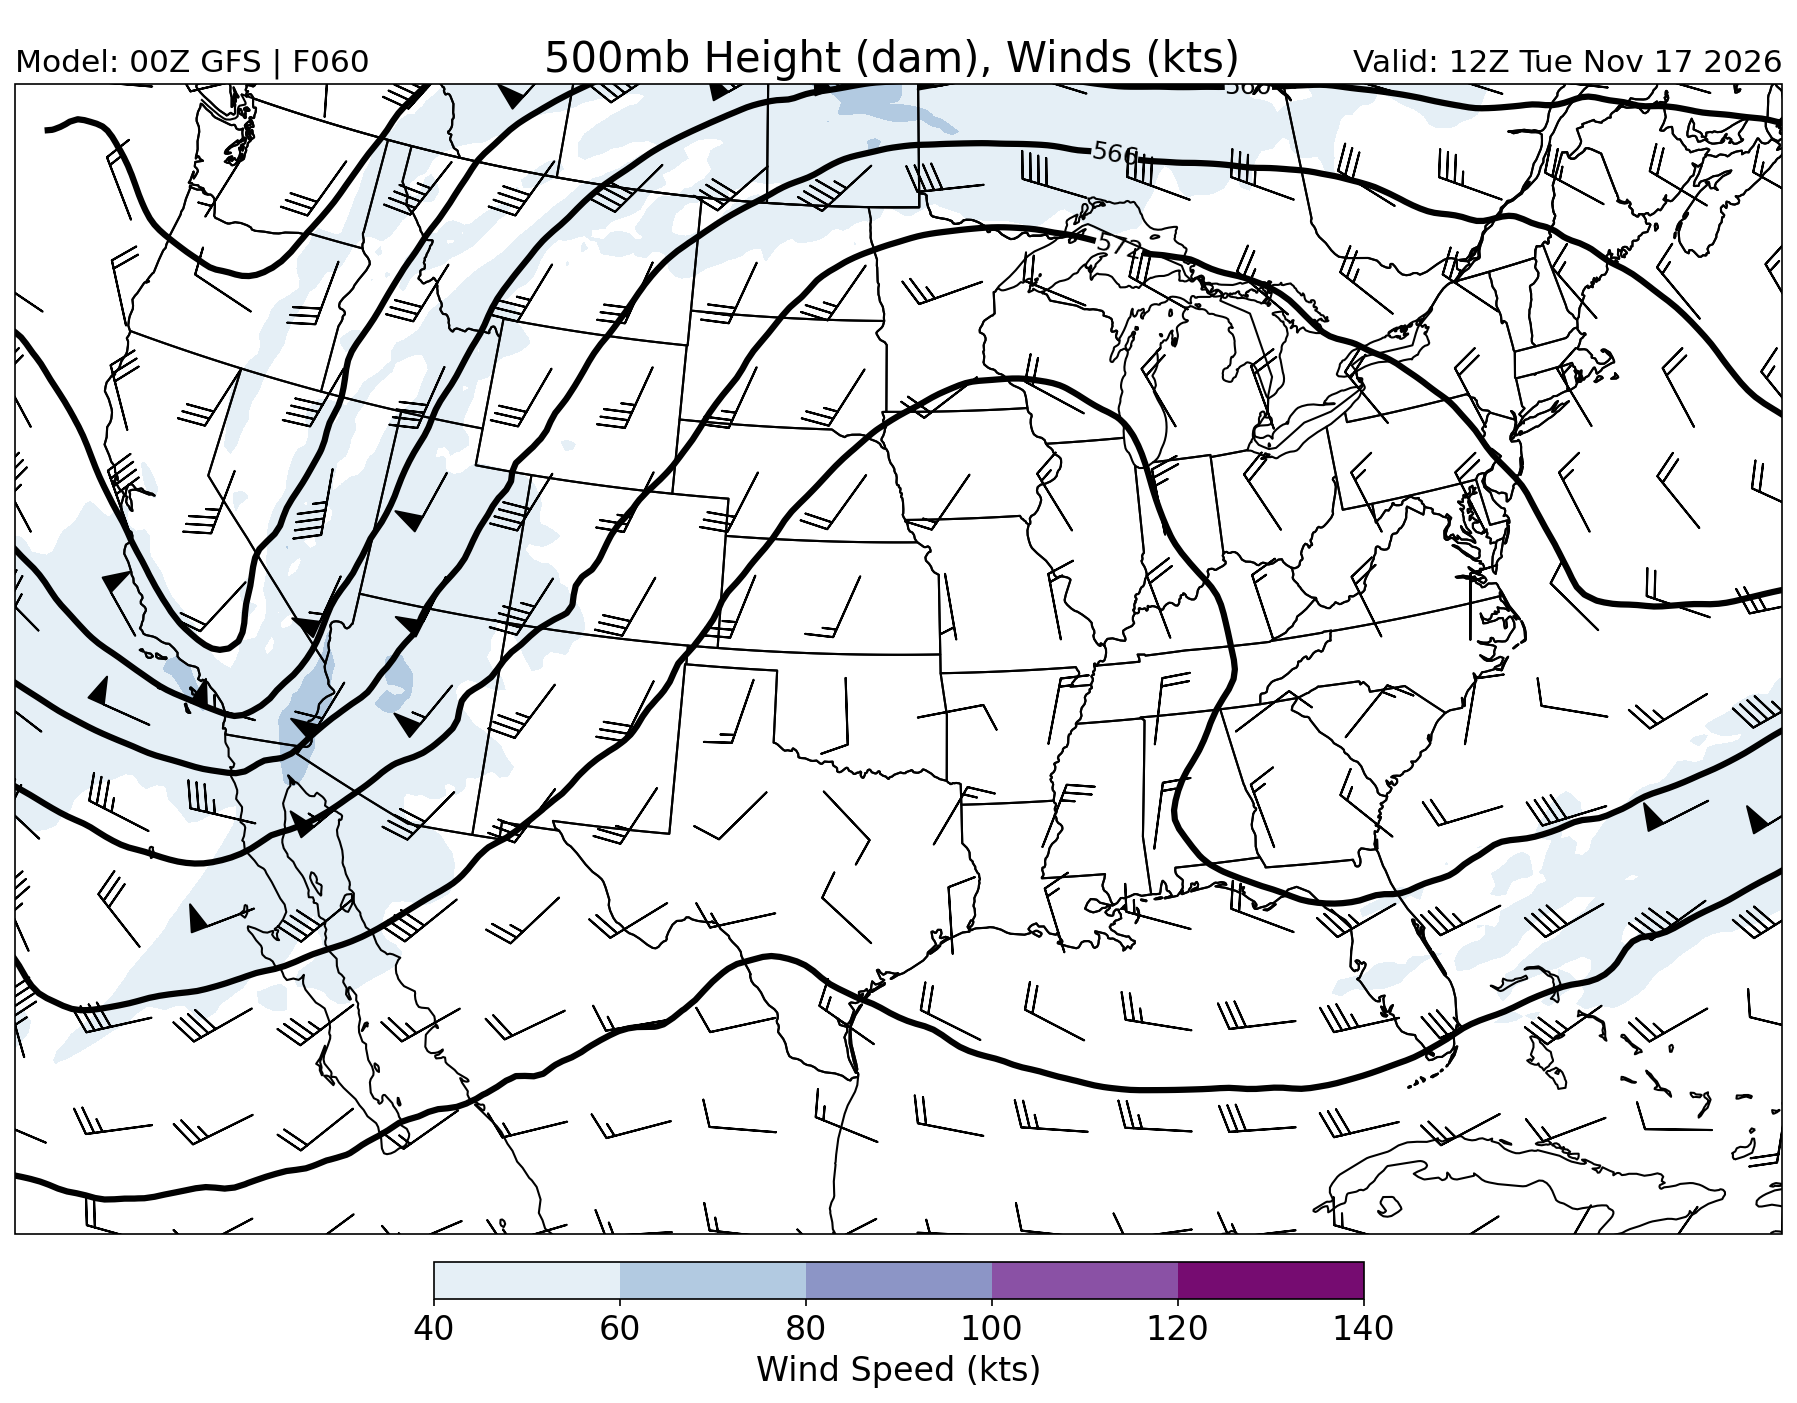 Model: 00Z GFS | F060
500mb Height (dam), Winds (kts)
Valid: 12Z Tue Nov 17 2026
566
572
40 60 80 100 120 140
Wind Speed (kts)